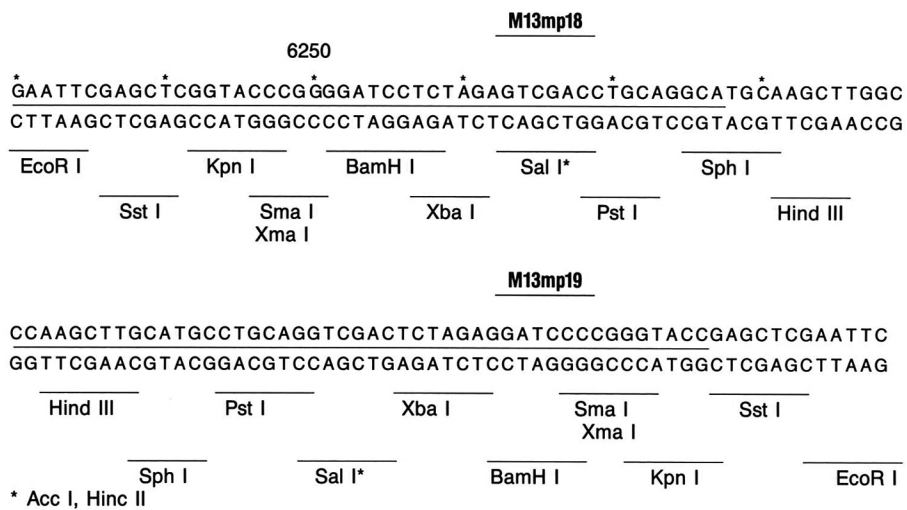 M13mp18
6250
* * * * * *
GAATTCGAGCTCGGTACCCGGGGATCCTCTAGAGTCGACCTGCAGGCATGCAAGCTTGGC
CTTAAGCTCGAGCCATGGGCCCCTAGGAGATCTCAGCTGGACGTCCGTACGTTCGAACCG
EcoR I Kpn I BamH I Sal I* Sph I
Sst I Sma I Xba I Pst I Hind III
Xma I
M13mp19
CCAAGCTTGCATGCCTGCAGGTCGACTCTAGAGGATCCCCGGGTACCGAGCTCGAATTC
GGTTCGAACGTACGGACGTCCAGCTGAGATCTCCTAGGGGCCCATGGCTCGAGCTTAAG
Hind III Pst I Xba I Sma I Sst I
Xma I
Sph I Sal I* BamH I Kpn I EcoR I
* Acc I, Hinc II